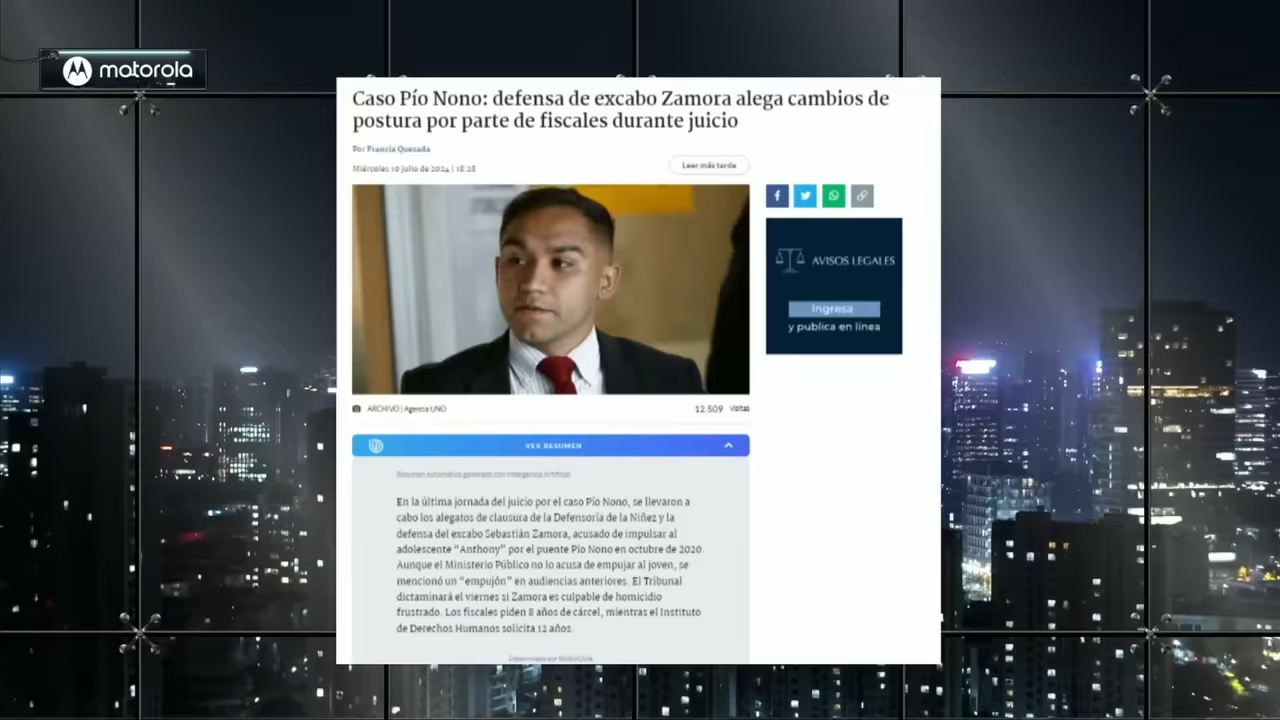 motorola
Caso Pío Nono: defensa de excabo Zamora alega cambios de
postura por parte de fiscales durante juicio
Por Francia Quezada
Miércoles 10 julio de 2024 | 18:28
Leer más tarde
AVISOS LEGALES
Ingresa
y publica en línea
ARCHIVO | Agencia UNO
12.509 visitas
VER RESUMEN
Resumen automático generado con Inteligencia Artificial
En la última jornada del juicio por el caso Pío Nono, se llevaron a
cabo los alegatos de clausura de la Defensoría de la Niñez y la
defensa del excabo Sebastián Zamora, acusado de impulsar al
adolescente “Anthony” por el puente Pío Nono en octubre de 2020.
Aunque el Ministerio Público no lo acusa de empujar al joven, se
mencionó un “empujón” en audiencias anteriores. El Tribunal
dictaminará el viernes si Zamora es culpable de homicidio
frustrado. Los fiscales piden 8 años de cárcel, mientras el Instituto
de Derechos Humanos solicita 12 años.